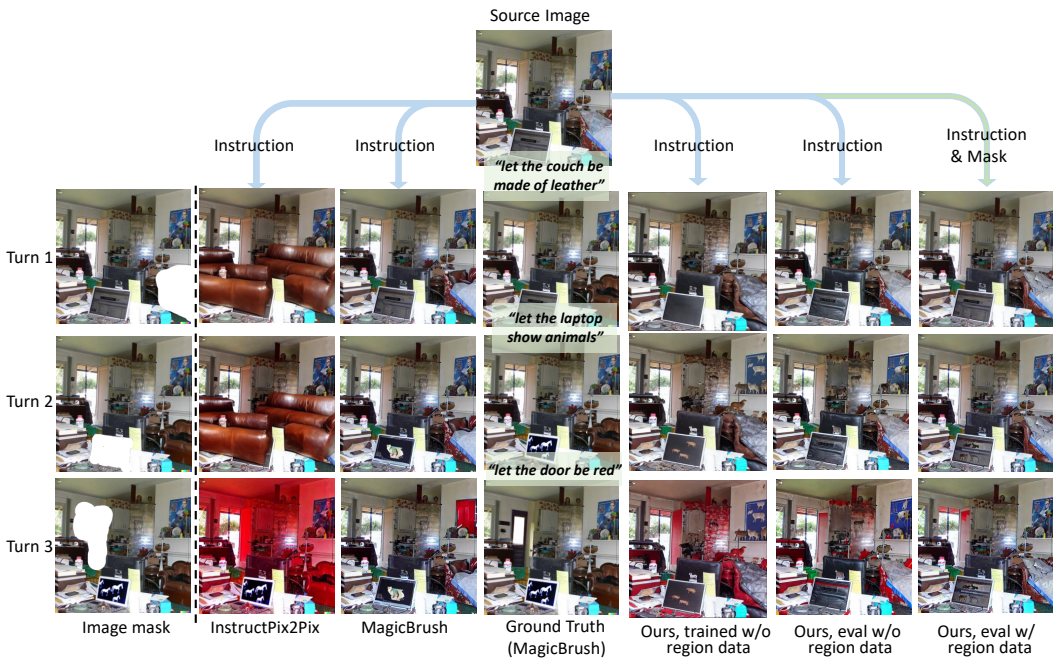 Source Image
Instruction
Instruction
Instruction
Instruction
Instruction
& Mask
“let the couch be
made of leather”
Turn 1
“let the laptop
show animals”
Turn 2
“let the door be red”
Turn 3
Image mask
InstructPix2Pix
MagicBrush
Ground Truth
(MagicBrush)
Ours, trained w/o
region data
Ours, eval w/o
region data
Ours, eval w/
region data